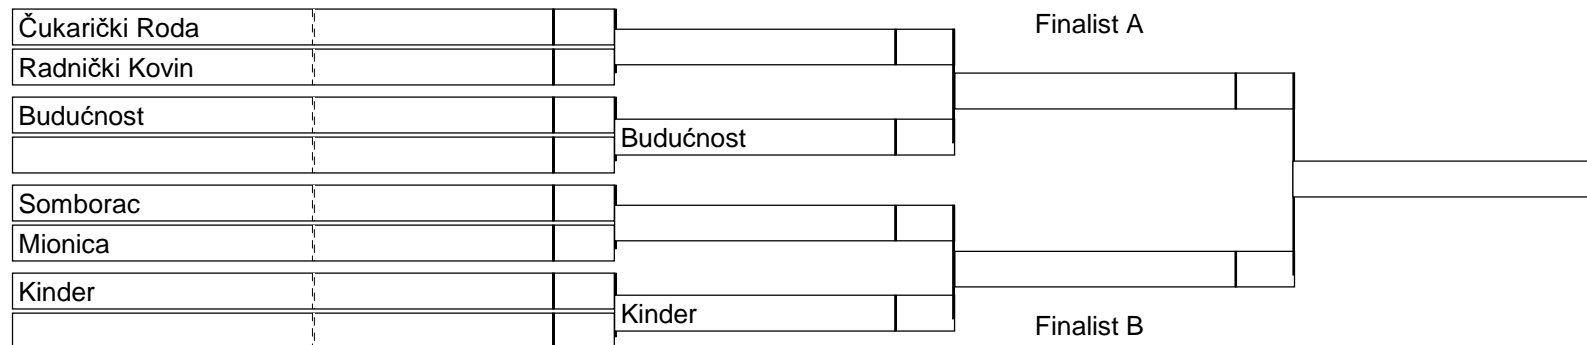 Čukarički Roda
Radnički Kovin
Budućnost
Somborac
Mionica
Kinder
Budućnost
Kinder
Finalist A
Finalist B